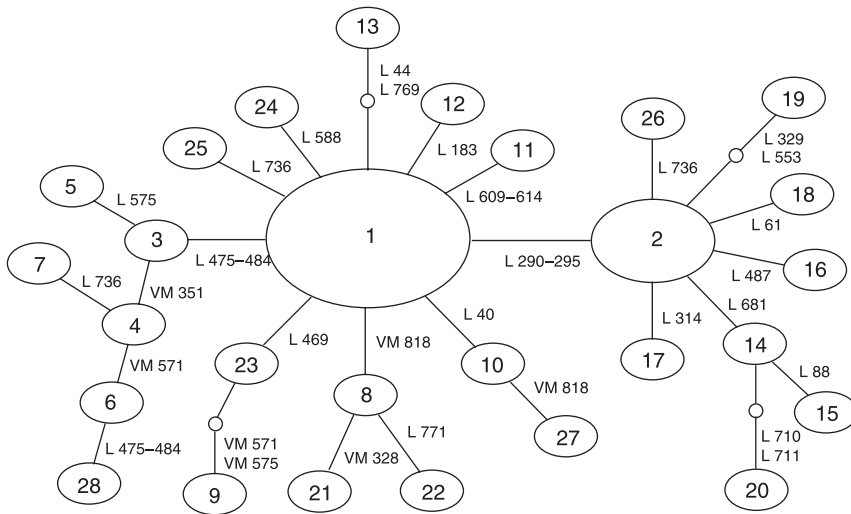 13
L 44
L 769
24
12
19
26
L 588
L 329
L 553
25
L 183
11
L 736
L 736
5
L 575
L 609–614
18
3
1
2
L 61
7
L 475–484
L 290–295
L 487
16
L 736
VM 351
L 681
4
L 40
L 314
L 469
VM 818
14
VM 571
23
10
17
L 88
6
8
VM 818
15
L 475–484
VM 571
VM 575
VM 328
L 771
27
L 710
L 711
28
9
21
22
20